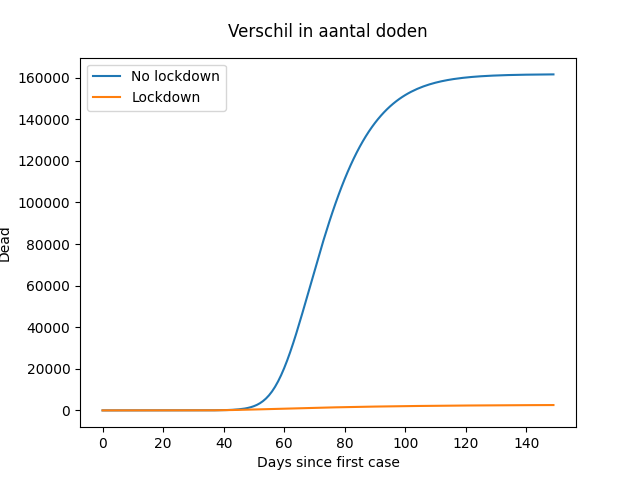 Verschil in aantal doden
No lockdown
Lockdown
160000
140000
120000
100000
80000
60000
40000
20000
0
Dead
0 20 40 60 80 100 120 140
Days since first case